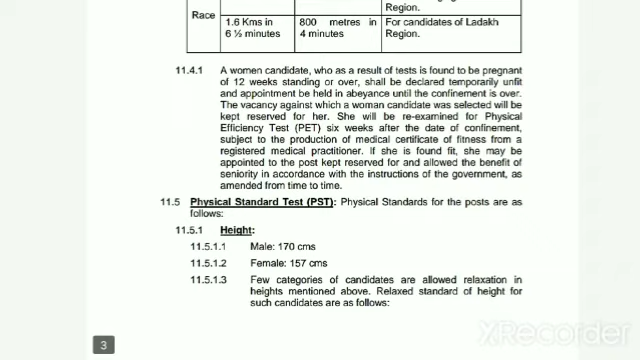 Region.
Race
1.6 Kms in 800 metres in For candidates of Ladakh
6 ½ minutes 4 minutes Region.
11.4.1 A women candidate, who as a result of tests is found to be pregnant
of 12 weeks standing or over, shall be declared temporarily unfit
and appointment be held in abeyance until the confinement is over.
The vacancy against which a woman candidate was selected will be
kept reserved for her. She will be re-examined for Physical
Efficiency Test (PET) six weeks after the date of confinement,
subject to the production of medical certificate of fitness from a
registered medical practitioner. If she is found fit, she may be
appointed to the post kept reserved for and allowed the benefit of
seniority in accordance with the instructions of the government, as
amended from time to time.
11.5 Physical Standard Test (PST): Physical Standards for the posts are as
follows:
11.5.1 Height:
11.5.1.1 Male: 170 cms
11.5.1.2 Female: 157 cms
11.5.1.3 Few categories of candidates are allowed relaxation in
heights mentioned above. Relaxed standard of height for
such candidates are as follows:
3
XRecorder